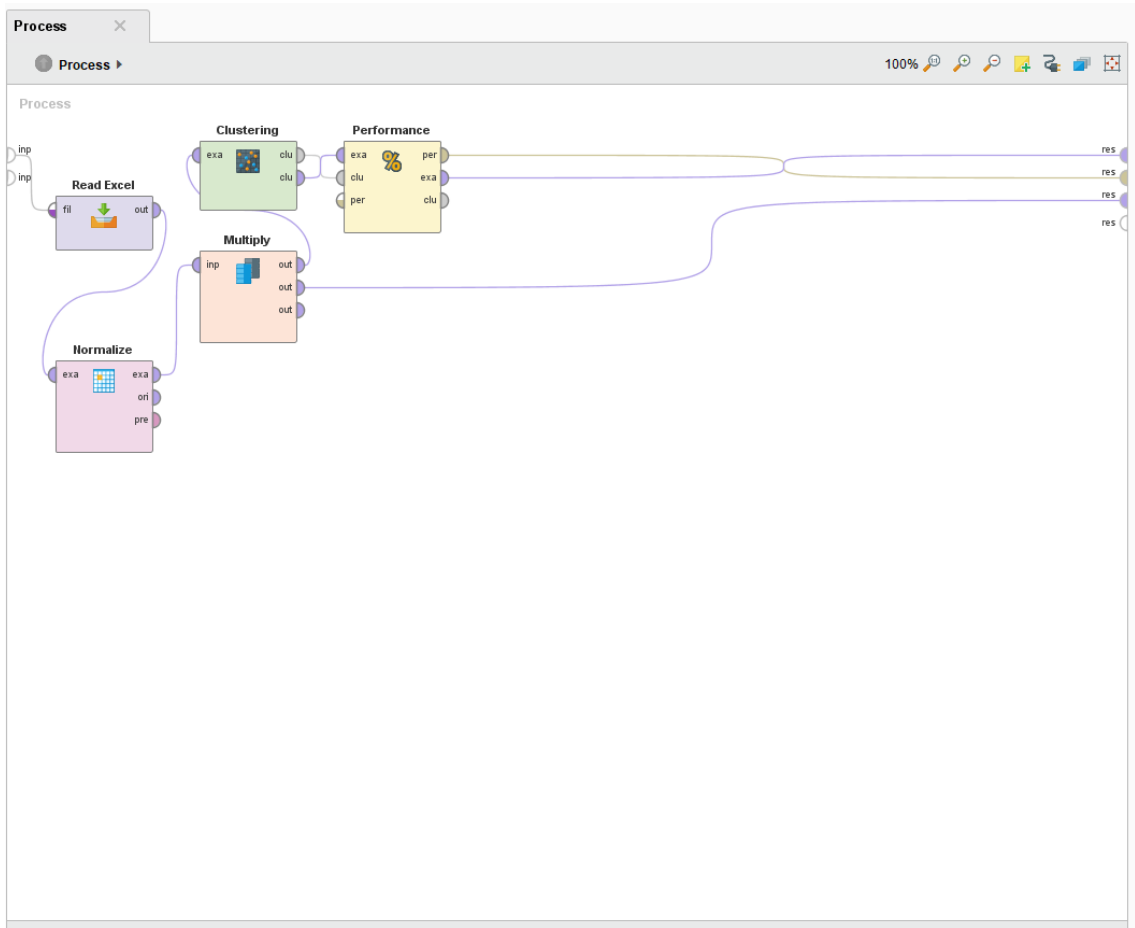 Process
Process
100%
Process
inp
inp
Read Excel
fil out
Clustering
exa clu
clu
Performance
exa per
clu exa
per clu
Multiply
inp out
out
out
Normalize
exa exa
ori
pre
res
res
res
res